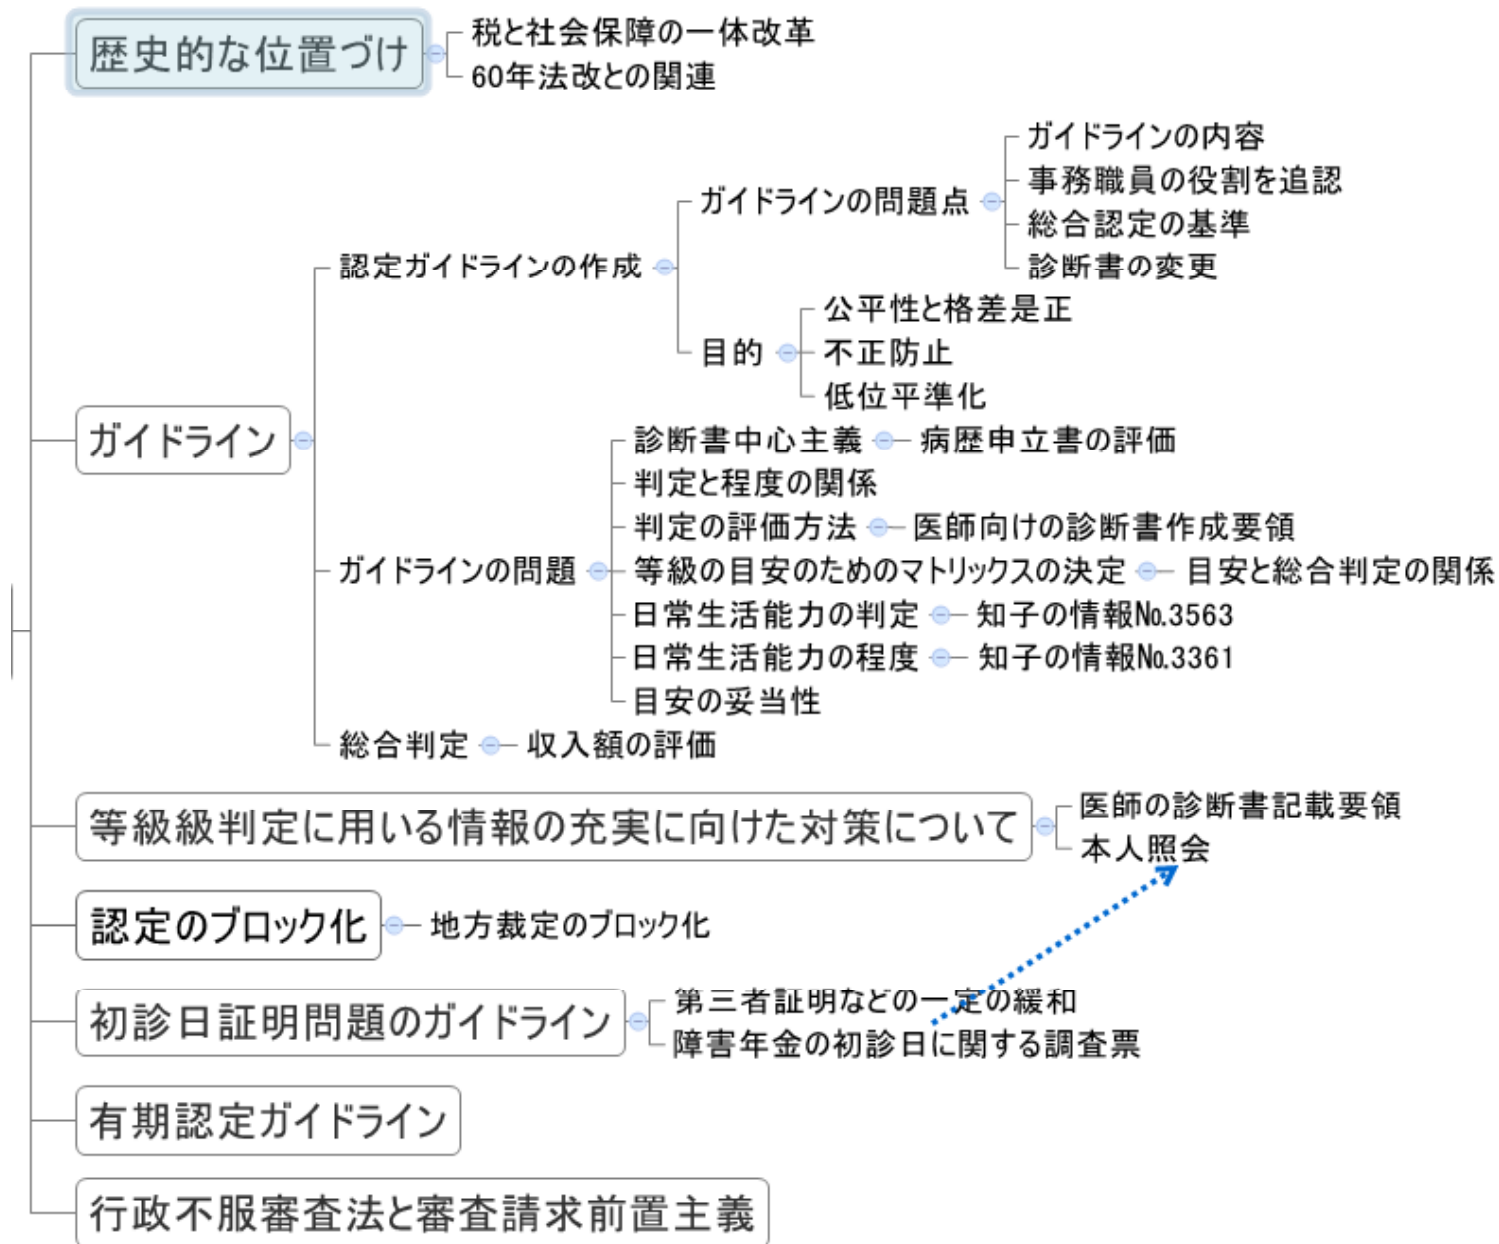 歴史的な位置づけ
税と社会保障の一体改革
60年法改との関連
ガイドライン
認定ガイドラインの作成
ガイドラインの問題点
ガイドラインの内容
事務職員の役割を追認
総合認定の基準
診断書の変更
目的
公平性と格差是正
不正防止
低位平準化
ガイドラインの問題
診断書中心主義
病歴申立書の評価
判定と程度の関係
判定の評価方法
医師向けの診断書作成要領
等級の目安のためのマトリックスの決定
目安と総合判定の関係
日常生活能力の判定
知子の情報№3563
日常生活能力の程度
知子の情報№3361
目安の妥当性
総合判定
収入額の評価
等級級判定に用いる情報の充実に向けた対策について
医師の診断書記載要領
本人照会
認定のブロック化
地方裁定のブロック化
初診日証明問題のガイドライン
第三者証明などの一定の緩和
障害年金の初診日に関する調査票
有期認定ガイドライン
行政不服審査法と審査請求前置主義